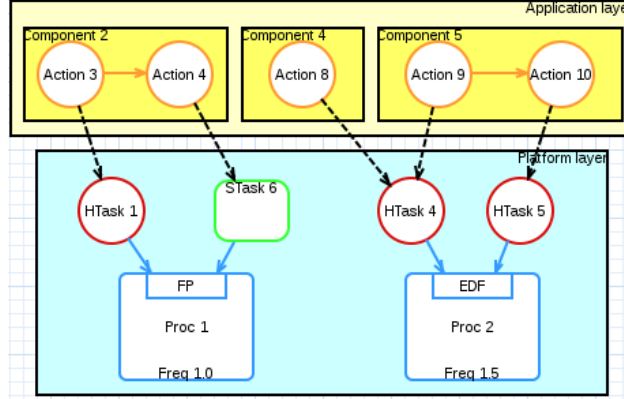 Application laye
Component 2
Component 4
Component 5
Action 3
Action 4
Action 8
Action 9
Action 10
Platform layer
HTask 1
STask 6
HTask 4
HTask 5
FP
EDF
Proc 1
Proc 2
Freq 1.0
Freq 1.5